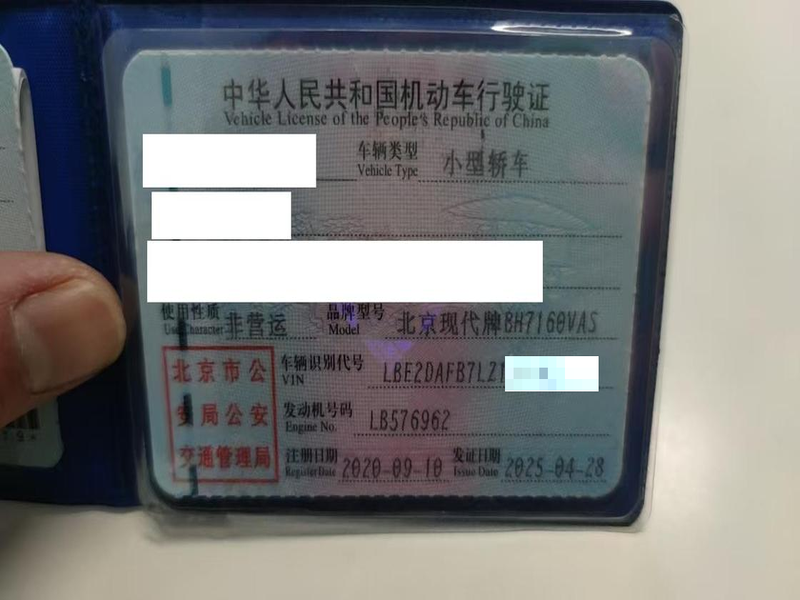 中华人民共和国机动车行驶证
Vehicle License of the People's Republic of China
车辆类型 小型轿车
Vehicle Type
使用性质 非营运 品牌型号 北京现代牌BH7160VAS
Use Character Model
北京市公
安局公安
交通管理局
车辆识别代号 LBE2DAFB7LZ1
VIN
发动机号码 LB576962
Engine No.
注册日期 2020-09-10 发证日期 2025-04-28
Register Date Issue Date